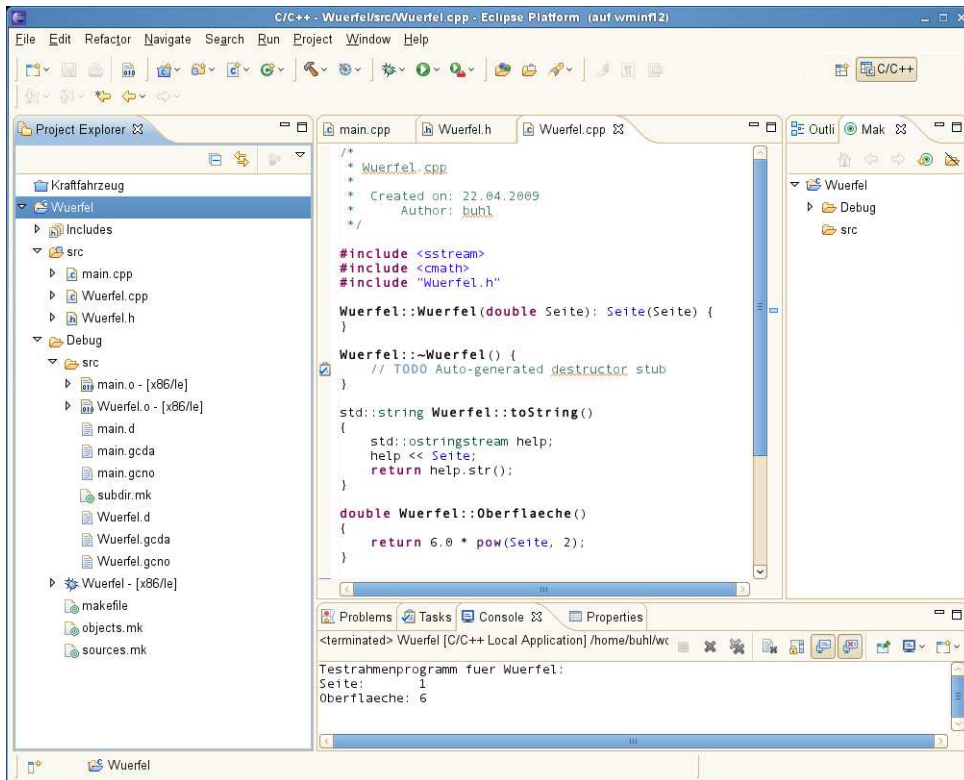 C/C++ - Wuerfel/src/Wuerfel.cpp - Eclipse Platform (auf wminf12)
File Edit Refactor Navigate Search Run Project Window Help
C/C++
Project Explorer
Kraftfahrzeug
Wuerfel
Includes
src
main.cpp
Wuerfel.cpp
Wuerfel.h
Debug
src
main.o - [x86/le]
Wuerfel.o - [x86/le]
main.d
main.gcda
main.gcno
subdir.mk
Wuerfel.d
Wuerfel.gcda
Wuerfel.gcno
Wuerfel - [x86/le]
makefile
objects.mk
sources.mk
main.cpp Wuerfel.h Wuerfel.cpp
/*
 * Wuerfel.cpp
 *
 *  Created on: 22.04.2009
 *      Author: buhl
 */
#include <sstream>
#include <cmath>
#include "Wuerfel.h"
Wuerfel::Wuerfel(double Seite): Seite(Seite) {
}
Wuerfel::~Wuerfel() {
    // TODO Auto-generated destructor stub
}
std::string Wuerfel::toString()
{
    std::ostringstream help;
    help << Seite;
    return help.str();
}
double Wuerfel::Oberflaeche()
{
    return 6.0 * pow(Seite, 2);
}
Outli Mak
Wuerfel
Debug
src
Problems Tasks Console Properties
<terminated> Wuerfel [C/C++ Local Application] /home/buhl/wc
Testrahmenprogramm fuer Wuerfel:
Seite:       1
Oberflaeche: 6
Wuerfel